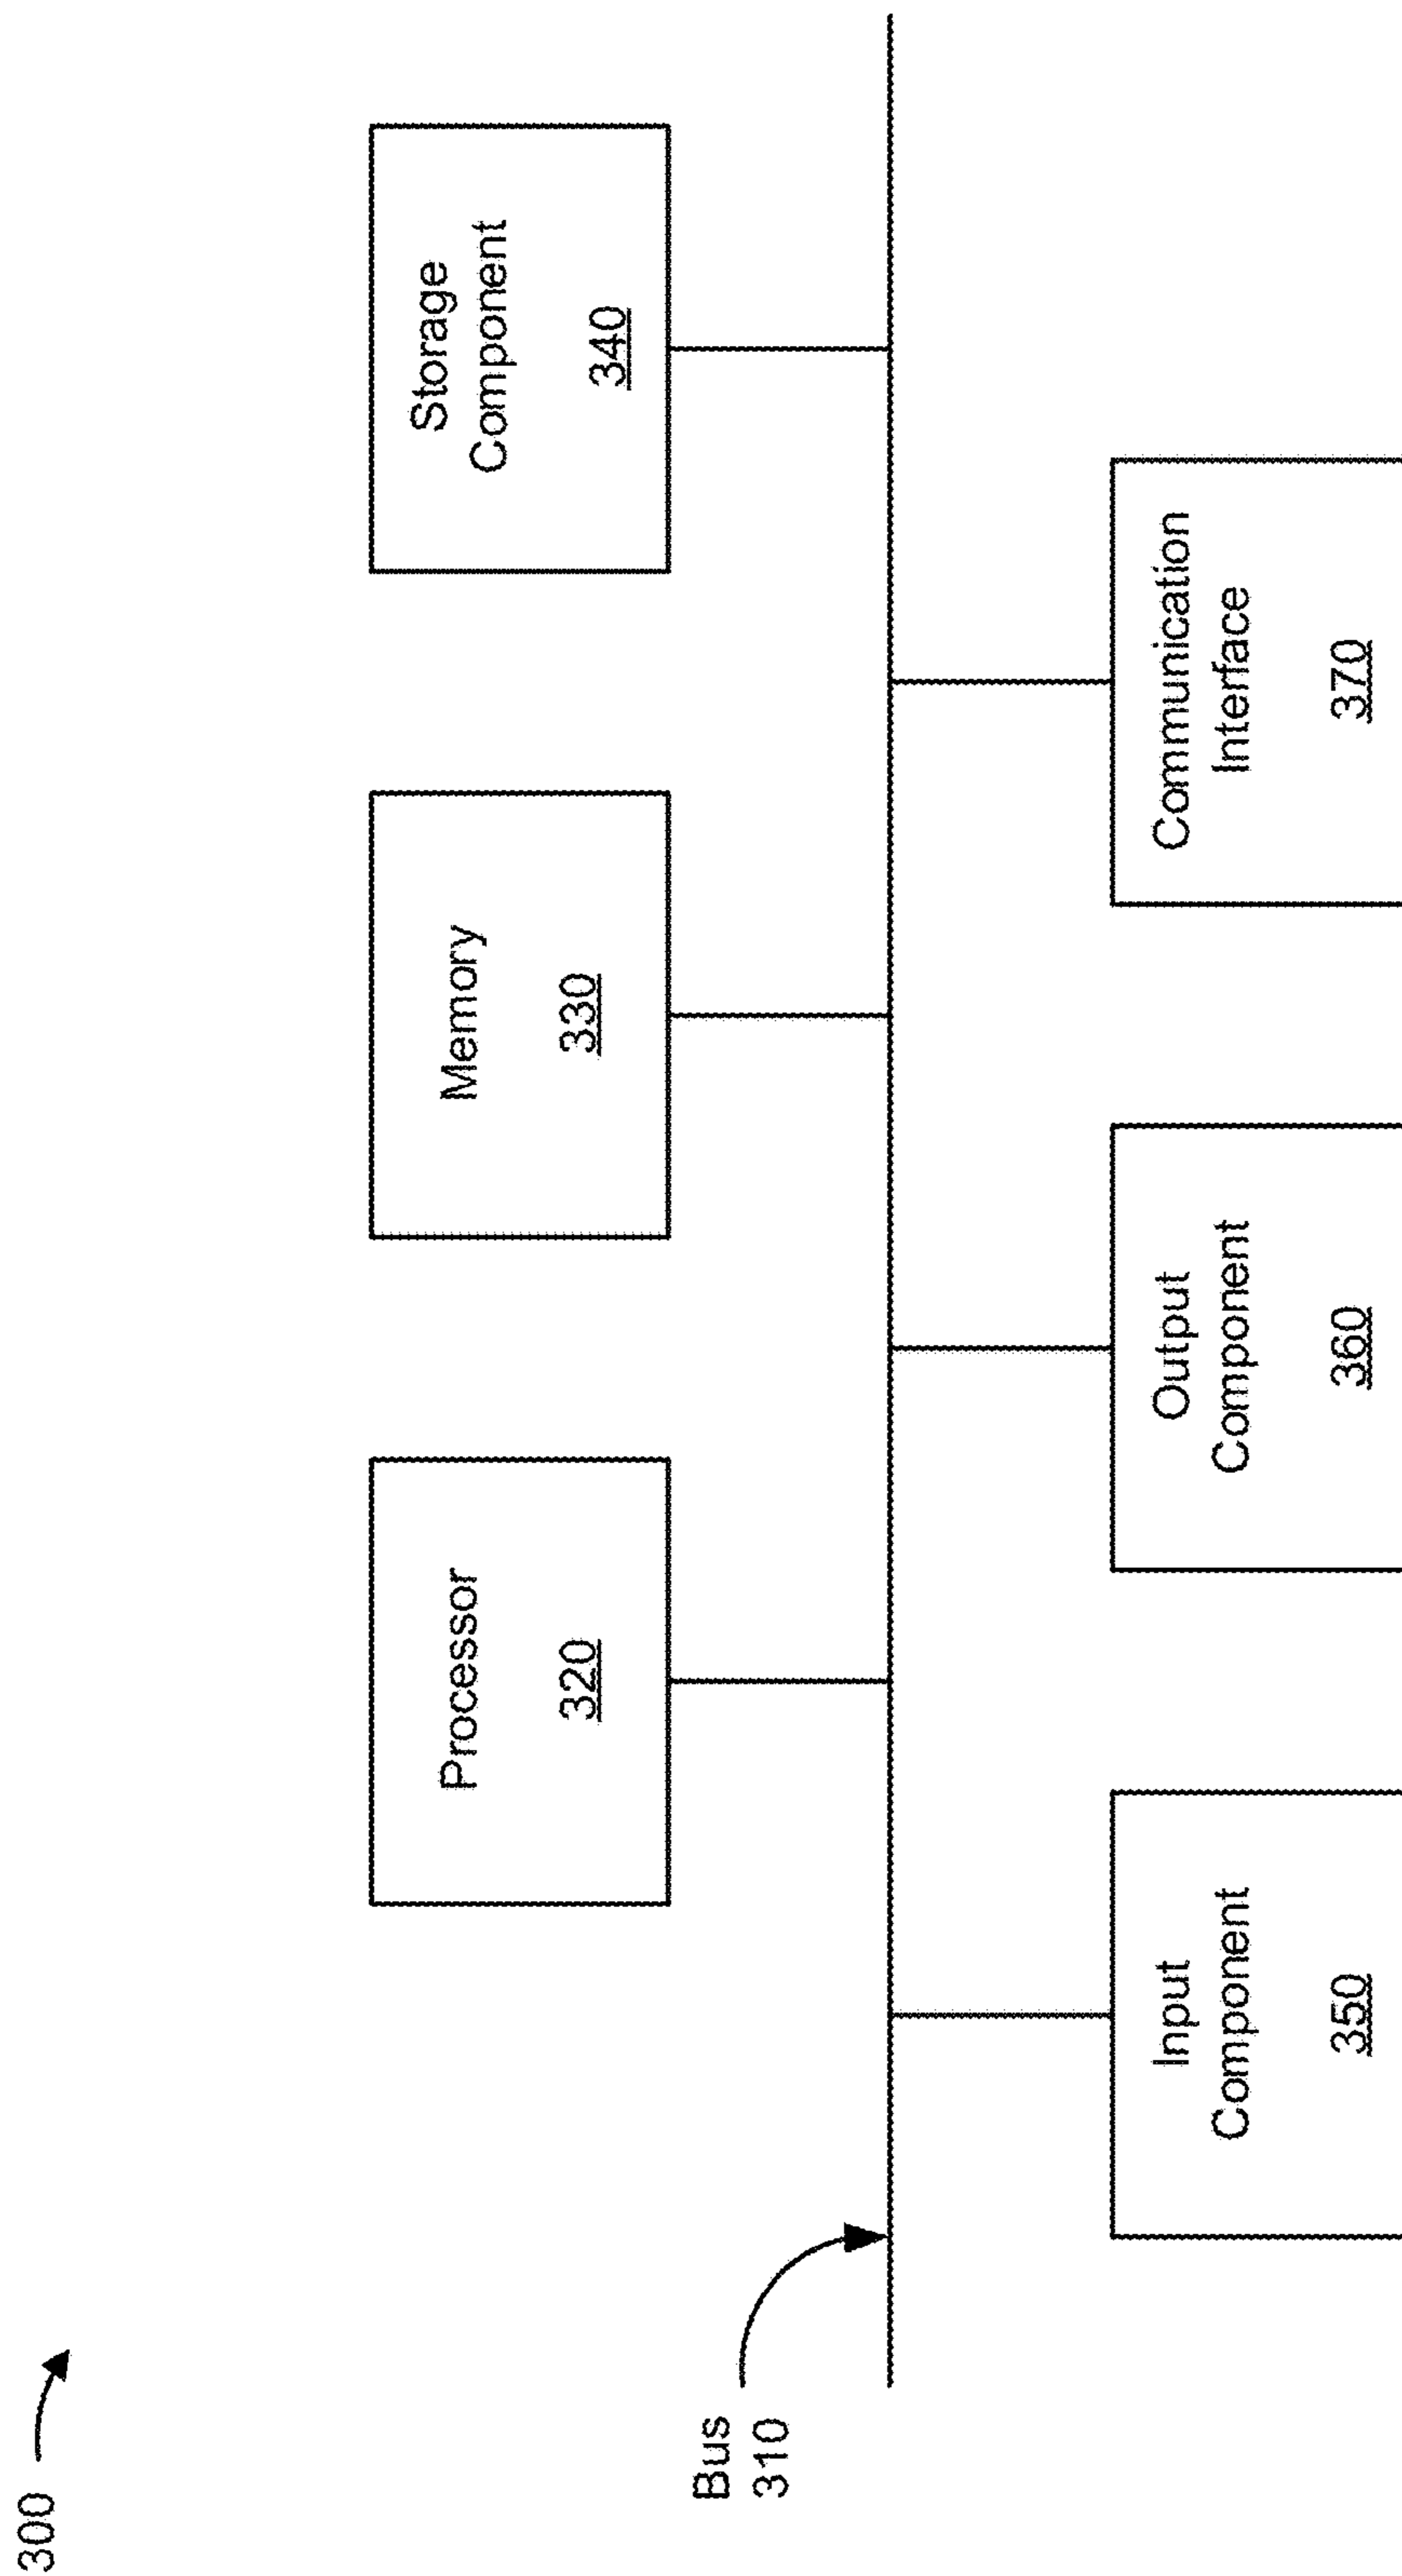 300
Processor
320
Memory
330
Storage
Component
340
Bus
310
Input
Component
350
Output
Component
360
Communication
Interface
370